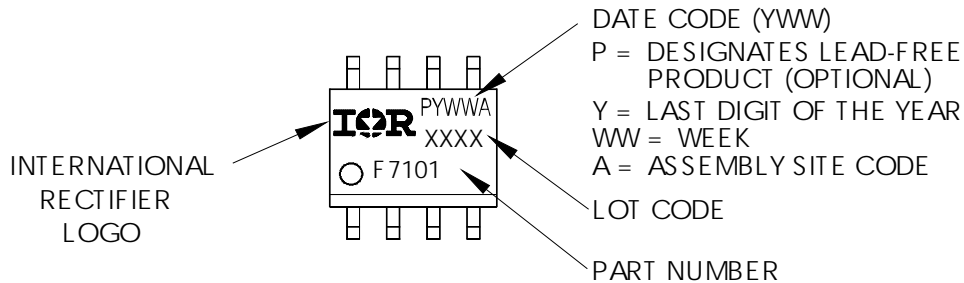 DATE CODE (YWW)
P = DESIGNATES LEAD-FREE
PRODUCT (OPTIONAL)
Y = LAST DIGIT OF THE YEAR
WW = WEEK
A = ASSEMBLY SITE CODE
LOT CODE
PART NUMBER
INTERNATIONAL
RECTIFIER
LOGO
IOR
PYWWA
XXXX
F7101